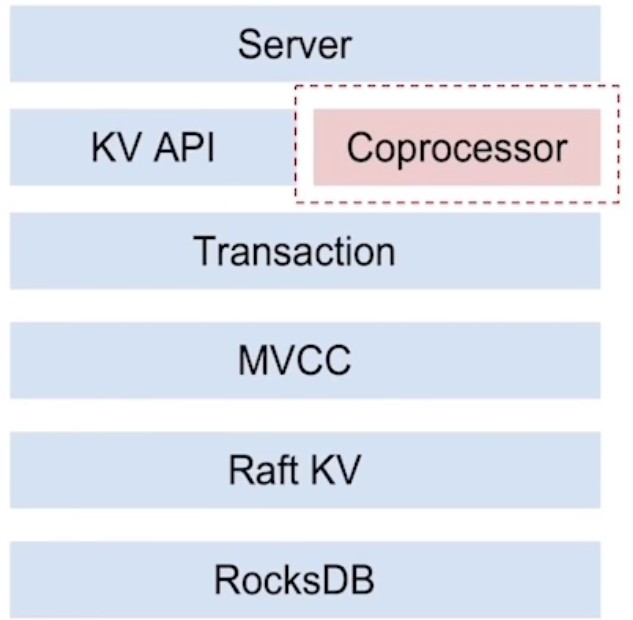 Server
KV API
Coprocessor
Transaction
MVCC
Raft KV
RocksDB